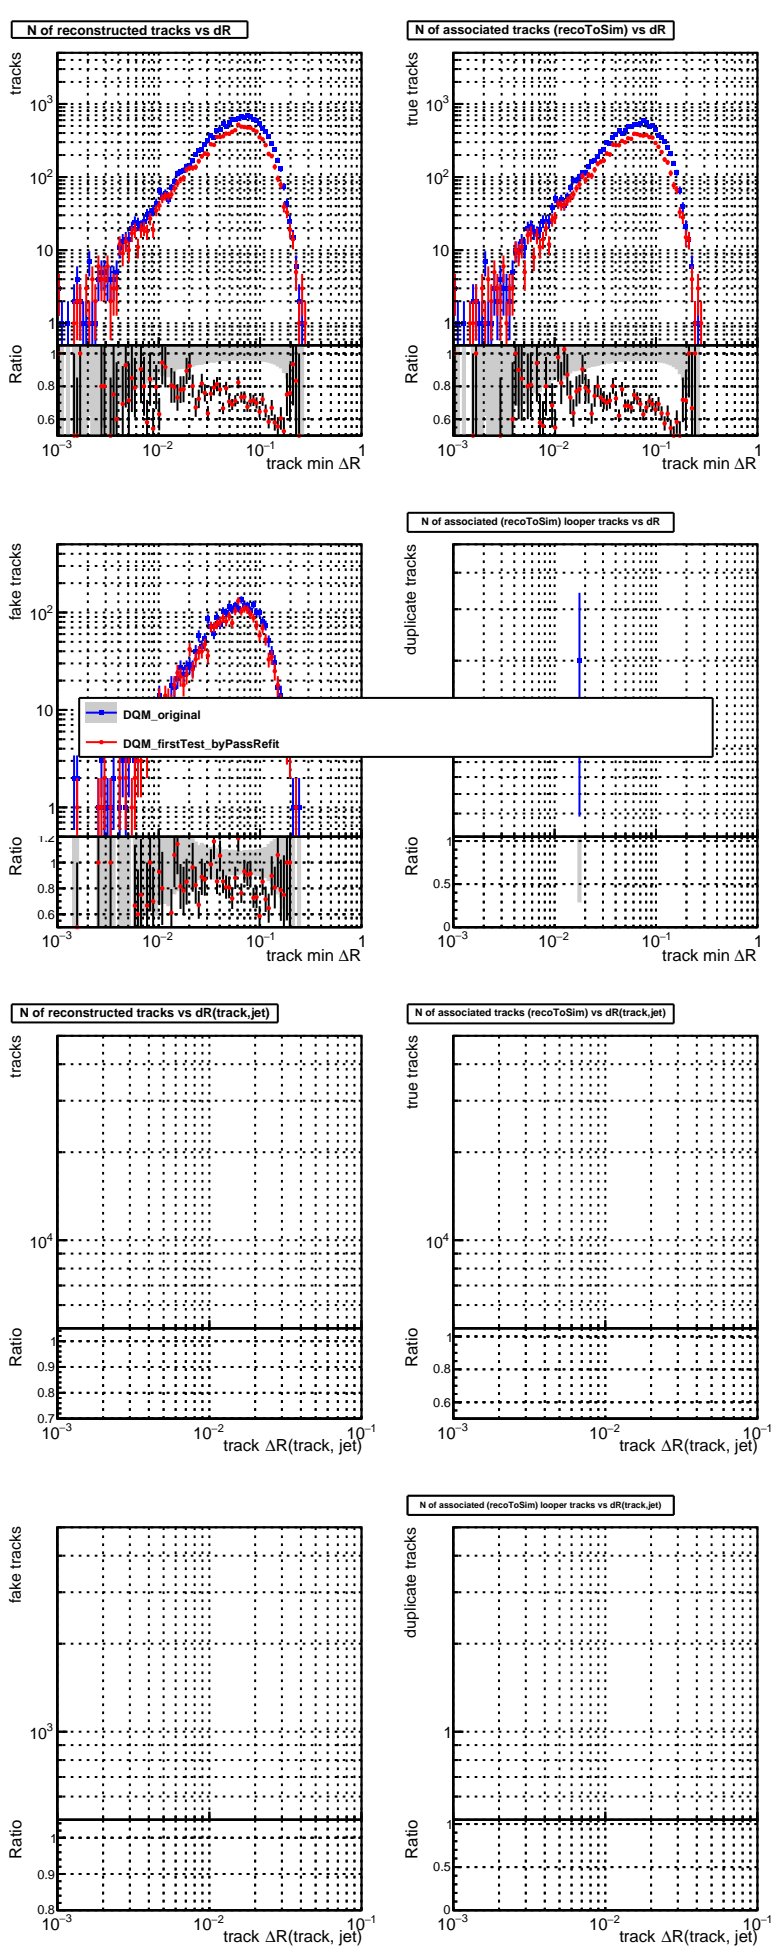 N of reconstructed tracks vs dR
tracks
10³
10²
10
1
Ratio
1
0.8
0.6
10⁻³
10⁻²
10⁻¹
1
track min ΔR
N of associated tracks (recoToSim) vs dR
true tracks
10³
10²
10
1
Ratio
1
0.8
0.6
10⁻³
10⁻²
10⁻¹
1
track min ΔR
fake tracks
10²
10
1
Ratio
1.2
1
0.8
0.6
10⁻³
10⁻²
10⁻¹
1
track min ΔR
N of associated (recoToSim) looper tracks vs dR
duplicate tracks
Ratio
1
0.5
0
10⁻³
10⁻²
10⁻¹
1
track min ΔR
DQM_original
DQM_firstTest_byPassRefit
N of reconstructed tracks vs dR(track,jet)
tracks
10⁴
Ratio
1
0.9
0.8
0.7
10⁻³
10⁻²
10⁻¹
track ΔR(track, jet)
N of associated tracks (recoToSim) vs dR(track,jet)
true tracks
10⁴
Ratio
1
0.8
0.6
10⁻³
10⁻²
10⁻¹
track ΔR(track, jet)
fake tracks
10³
Ratio
1
0.9
0.8
10⁻³
10⁻²
10⁻¹
track ΔR(track, jet)
N of associated (recoToSim) looper tracks vs dR(track,jet)
duplicate tracks
1
Ratio
1
0.5
0
10⁻³
10⁻²
10⁻¹
track ΔR(track, jet)